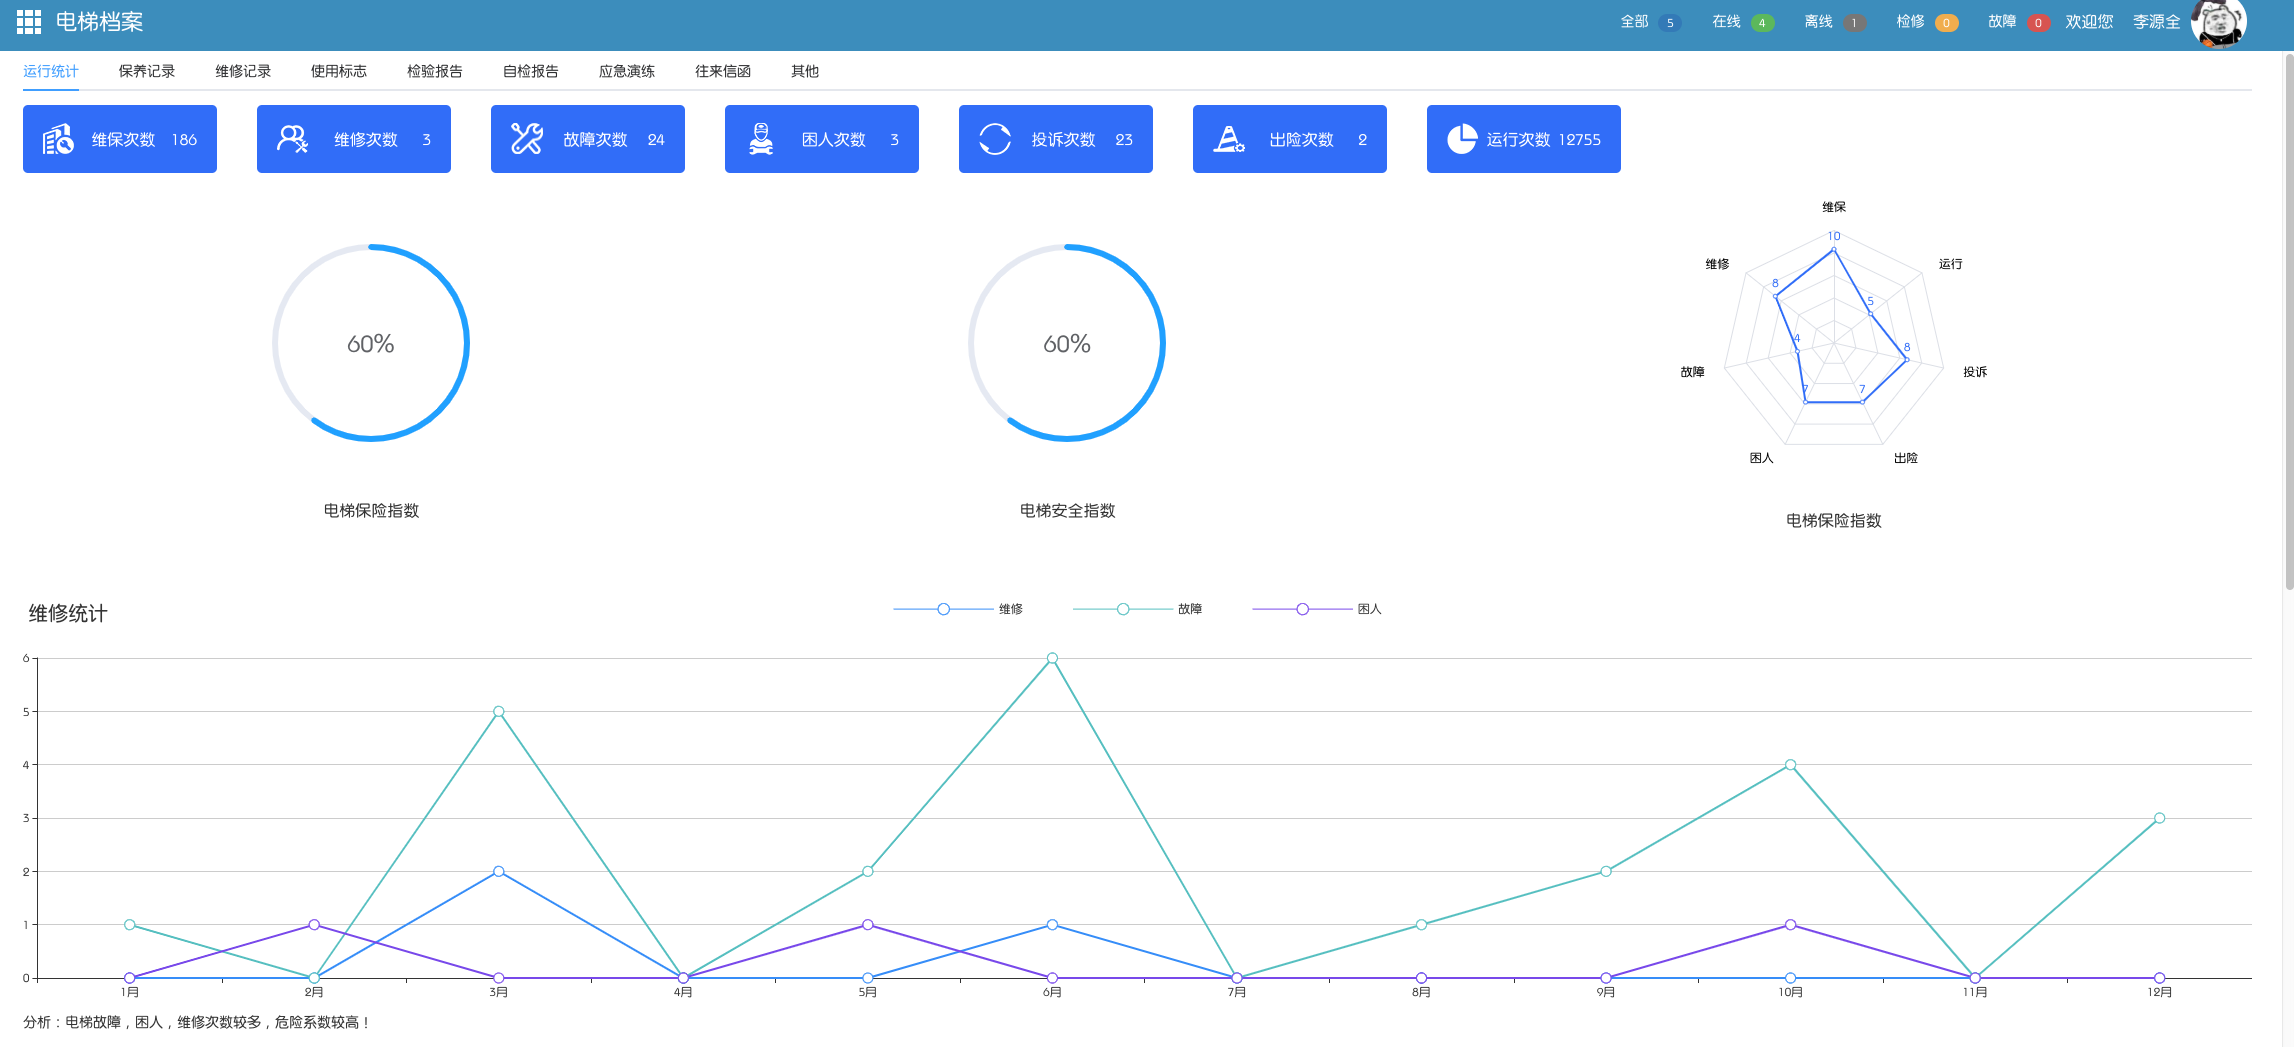 电梯档案
全部 5 在线 4 离线 1 检修 0 故障 0 欢迎您 李源全
运行统计 保养记录 维修记录 使用标志 检验报告 自检报告 应急演练 往来信函 其他
维保次数 186 维修次数 3 故障次数 24 困人次数 3 投诉次数 23 出险次数 2 运行次数 12755
60%
电梯保险指数
60%
电梯安全指数
维保
10
维修 运行
8
5
4 8
故障 投诉
7 7
困人 出险
电梯保险指数
维修统计
维修 故障 困人
6
5
4
3
2
1
0
1月 2月 3月 4月 5月 6月 7月 8月 9月 10月 11月 12月
分析：电梯故障，困人，维修次数较多，危险系数较高！